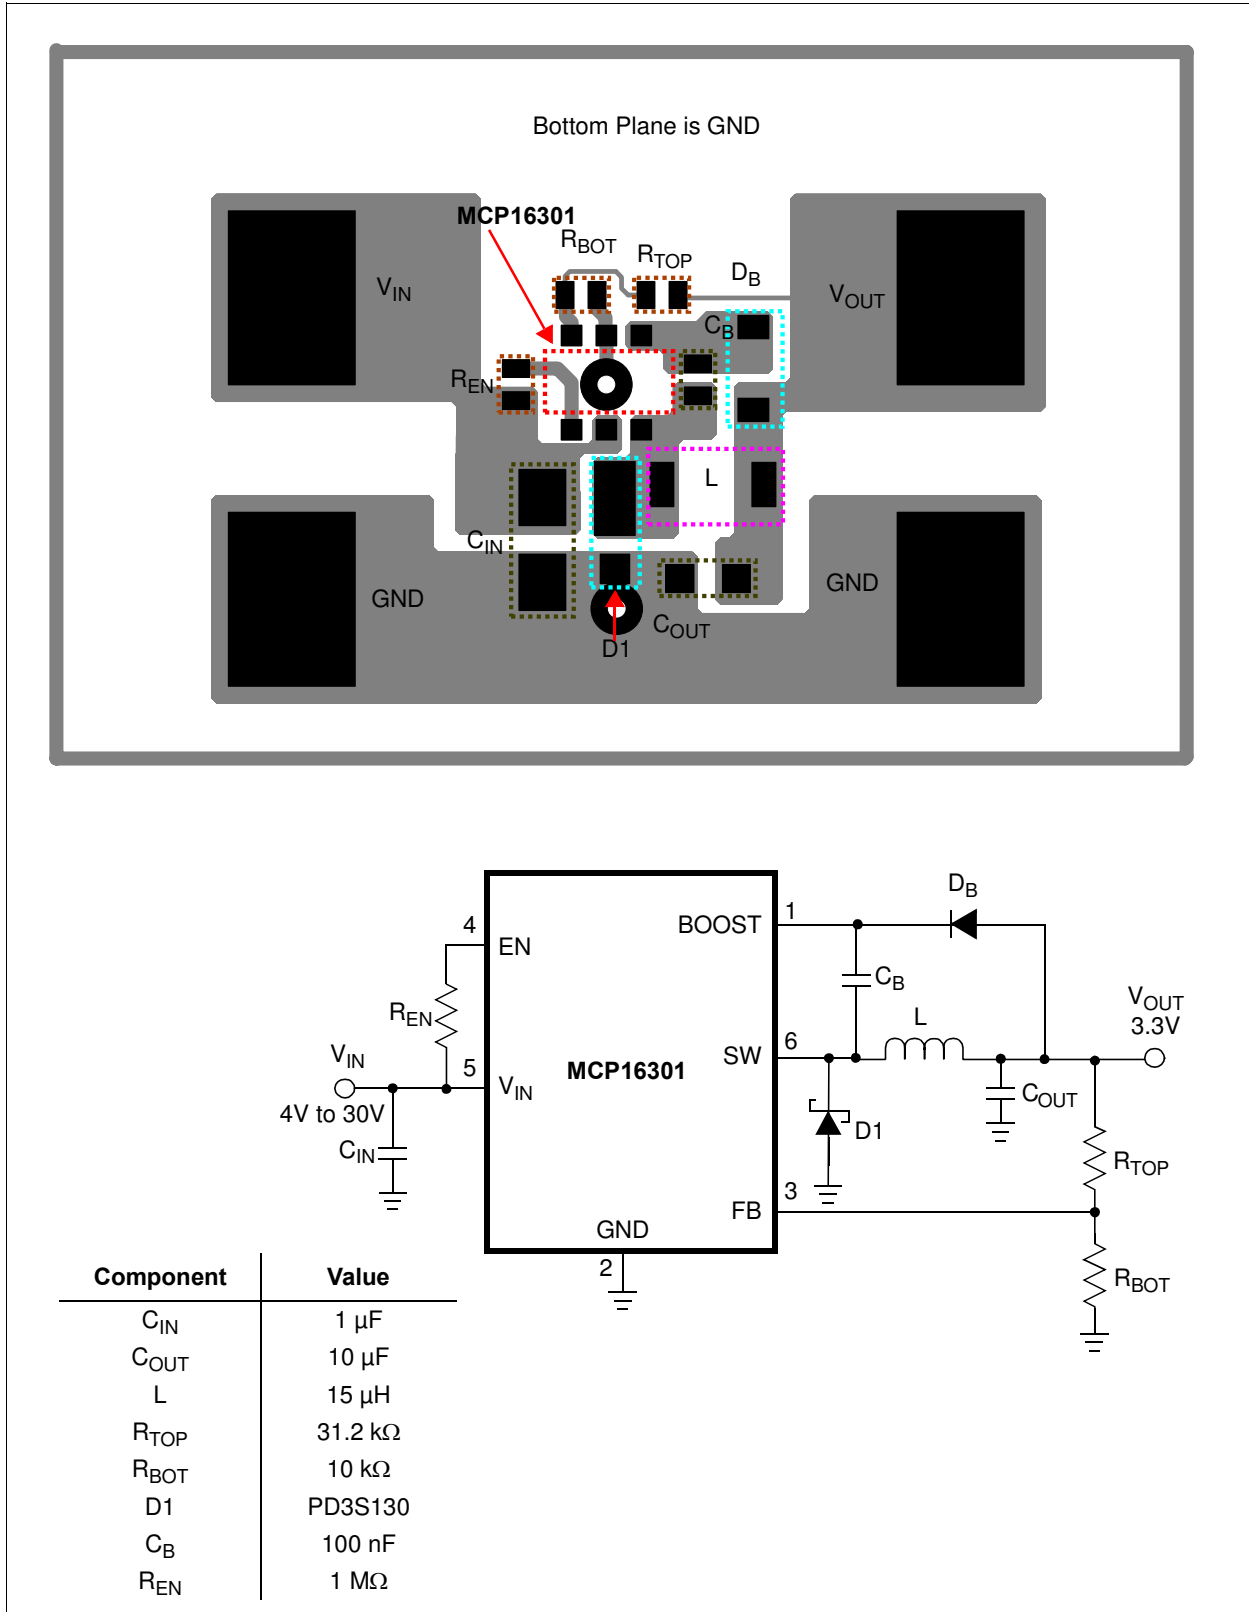 Bottom Plane is GND
MCP16301
RBOT
RTOP
DB
VIN
VOUT
CB
REN
L
CIN
GND
GND
COUT
D1
DB
4
EN
BOOST
1
CB
REN
VOUT
3.3V
L
VIN
SW
6
MCP16301
5
VIN
4V to 30V
COUT
CIN
D1
RTOP
FB
3
GND
2
RBOT
Component Value
CIN 1 µF
COUT 10 µF
L 15 µH
RTOP 31.2 kΩ
RBOT 10 kΩ
D1 PD3S130
CB 100 nF
REN 1 MΩ